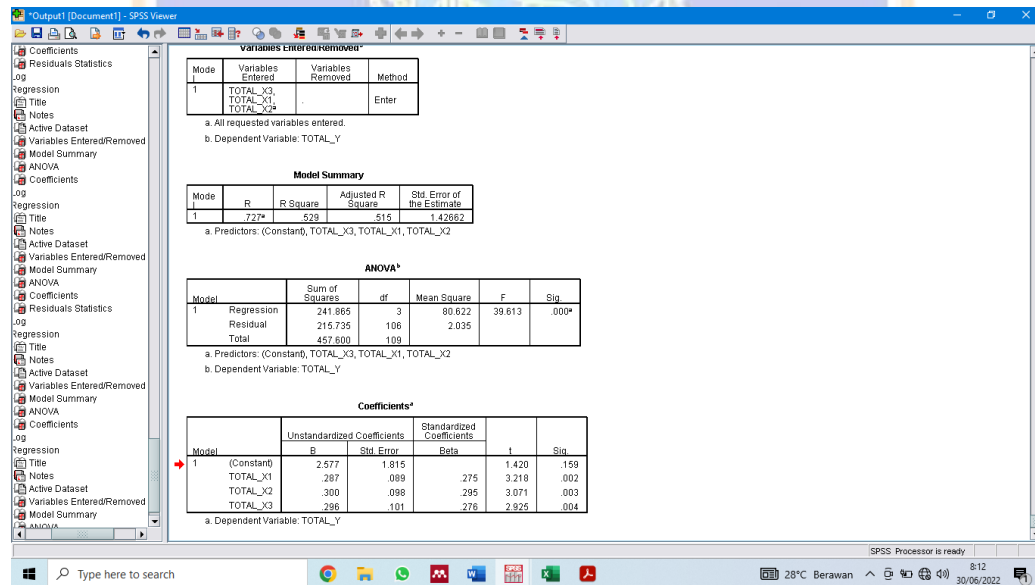 *Output1 [Document1] - SPSS Viewer
Coefficients
Residuals Statistics
Log
Regression
Title
Notes
Active Dataset
Variables Entered/Removed
Model Summary
ANOVA
Coefficients
Log
Regression
Title
Notes
Active Dataset
Variables Entered/Removed
Model Summary
ANOVA
Coefficients
Residuals Statistics
Log
Regression
Title
Notes
Active Dataset
Variables Entered/Removed
Model Summary
ANOVA
Coefficients
Log
Regression
Title
Notes
Active Dataset
Variables Entered/Removed
Model Summary
ANOVA
Variables Entered/Removed b
Model Variables Entered Variables Removed Method
1 TOTAL_X3, TOTAL_X1, TOTAL_X2 a . Enter
a. All requested variables entered.
b. Dependent Variable: TOTAL_Y
Model Summary
Model R R Square Adjusted R Square Std. Error of the Estimate
1 .727a .529 .515 1.42662
a. Predictors: (Constant), TOTAL_X3, TOTAL_X1, TOTAL_X2
ANOVA b
Model Sum of Squares df Mean Square F Sig.
1 Regression 241.865 3 80.622 39.613 .000a
Residual 215.735 106 2.035
Total 457.600 109
a. Predictors: (Constant), TOTAL_X3, TOTAL_X1, TOTAL_X2
b. Dependent Variable: TOTAL_Y
Coefficients a
Model Unstandardized Coefficients Standardized Coefficients t Sig.
B Std. Error Beta
1 (Constant) 2.577 1.815 1.420 .159
TOTAL_X1 .287 .089 .275 3.218 .002
TOTAL_X2 .300 .098 .295 3.071 .003
TOTAL_X3 .296 .101 .276 2.925 .004
a. Dependent Variable: TOTAL_Y
SPSS Processor is ready
Type here to search
28°C Berawan
8:12
30/06/2022